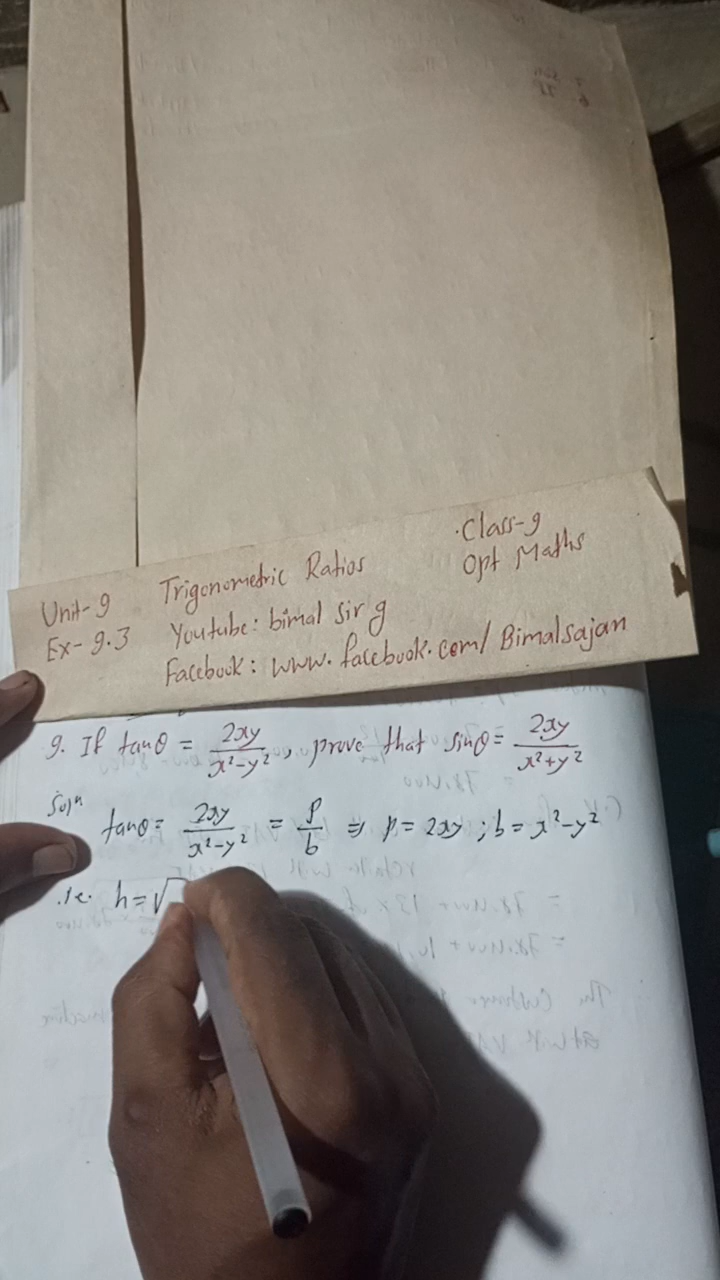 Unit-9 Trigonometric Ratios .Class-9
Ex-9.3 Youtube: bimal sir g Opt Maths
Facebook: www.facebook.com/Bimalsajan
9. If tanθ = 2xy/x²-y², prove that sinθ = 2xy/x²+y²
Soln
tanθ = 2xy/x²-y² = p/b ⇒ p = 2xy ; b = x²-y²
.i.e. h=√